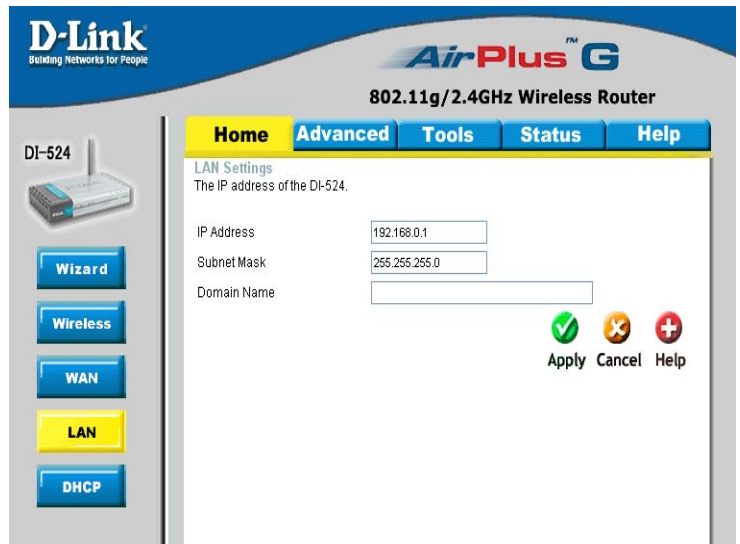 D-Link
Building Networks for People
AirPlus™ G
802.11g/2.4GHz Wireless Router
DI-524
Home Advanced Tools Status Help
LAN Settings
The IP address of the DI-524.
IP Address 192.168.0.1
Subnet Mask 255.255.255.0
Domain Name
Apply Cancel Help
Wizard
Wireless
WAN
LAN
DHCP